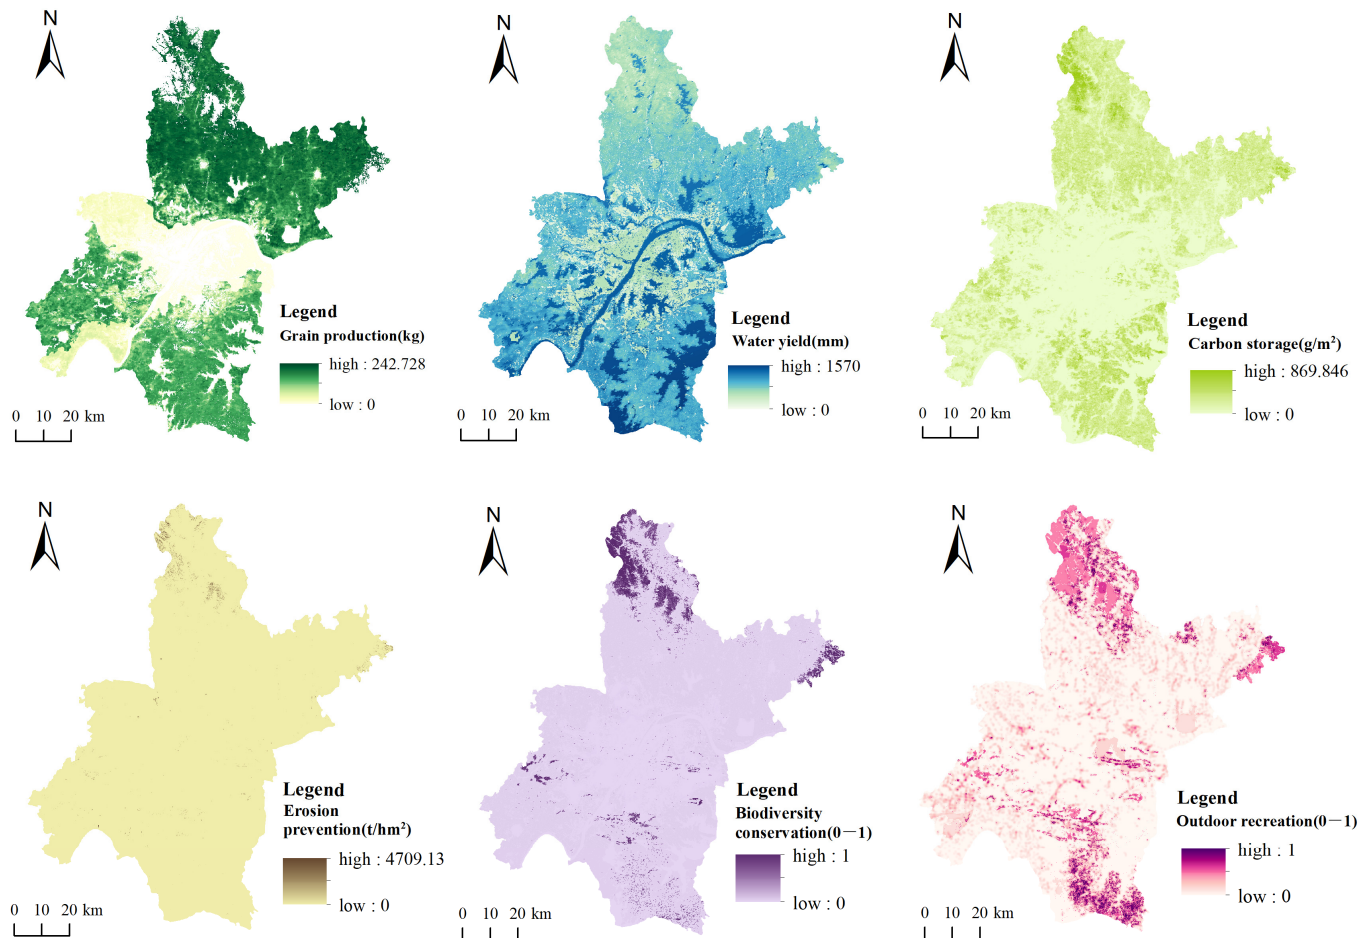 N
Legend
Grain production(kg)
high : 242.728
low : 0
0 10 20 km
N
Legend
Water yield(mm)
high : 1570
low : 0
0 10 20 km
N
Legend
Carbon storage(g/m²)
high : 869.846
low : 0
0 10 20 km
N
Legend
Erosion
prevention(t/hm²)
high : 4709.13
low : 0
0 10 20 km
N
Legend
Biodiversity
conservation(0—1)
high : 1
low : 0
0 10 20 km
N
Legend
Outdoor recreation(0—1)
high : 1
low : 0
0 10 20 km